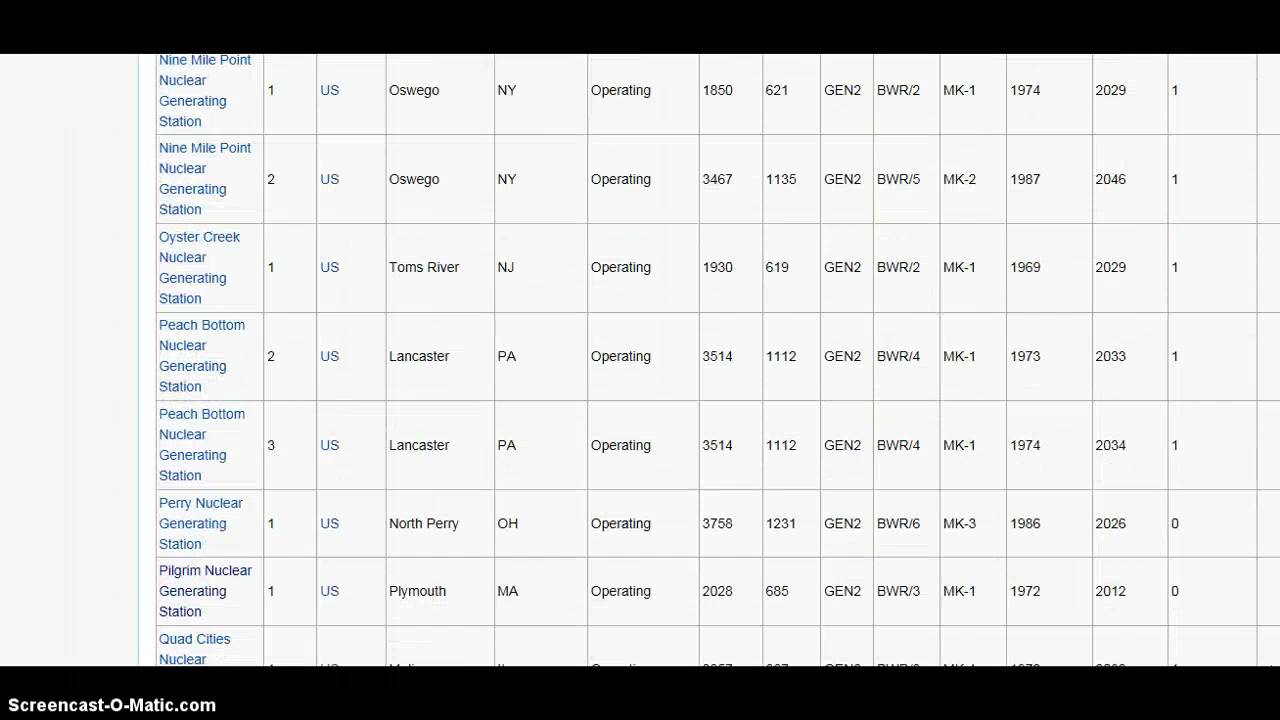 Nine Mile Point
Nuclear
Generating
Station
1 US Oswego NY Operating 1850 621 GEN2 BWR/2 MK-1 1974 2029 1
Nine Mile Point
Nuclear
Generating
Station
2 US Oswego NY Operating 3467 1135 GEN2 BWR/5 MK-2 1987 2046 1
Oyster Creek
Nuclear
Generating
Station
1 US Toms River NJ Operating 1930 619 GEN2 BWR/2 MK-1 1969 2029 1
Peach Bottom
Nuclear
Generating
Station
2 US Lancaster PA Operating 3514 1112 GEN2 BWR/4 MK-1 1973 2033 1
Peach Bottom
Nuclear
Generating
Station
3 US Lancaster PA Operating 3514 1112 GEN2 BWR/4 MK-1 1974 2034 1
Perry Nuclear
Generating
Station
1 US North Perry OH Operating 3758 1231 GEN2 BWR/6 MK-3 1986 2026 0
Pilgrim Nuclear
Generating
Station
1 US Plymouth MA Operating 2028 685 GEN2 BWR/3 MK-1 1972 2012 0
Quad Cities
Nuclear
Screencast-O-Matic.com